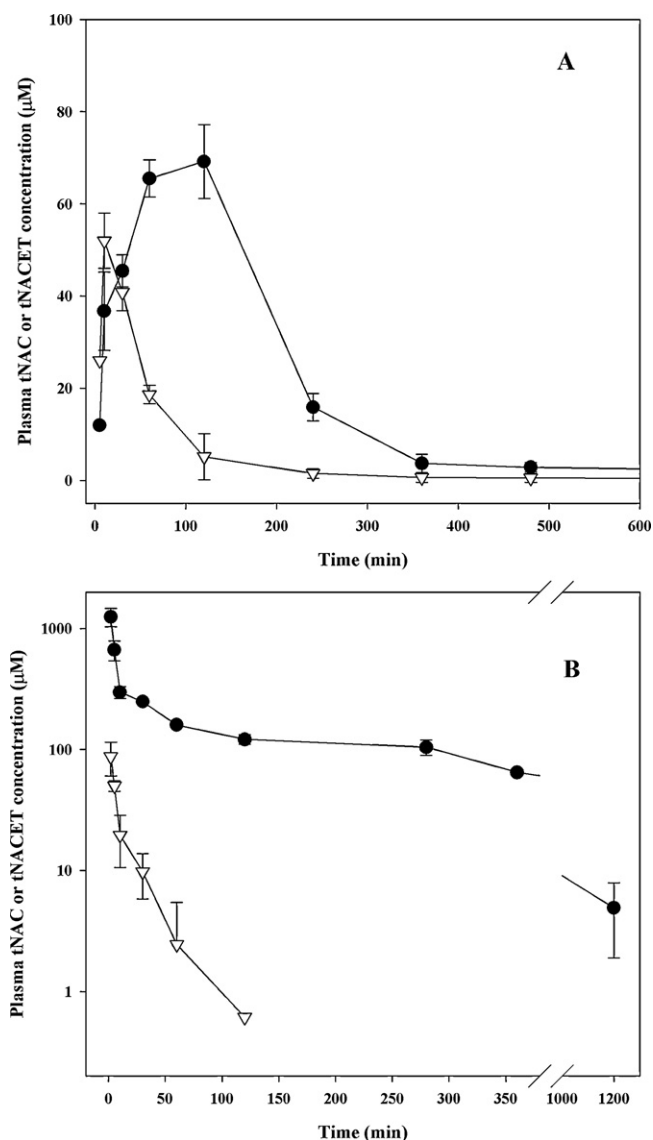 A
Plasma tNAC or tNACET concentration (µM)
100
80
60
40
20
0
0 100 200 300 400 500 600
Time (min)
B
Plasma tNAC or tNACET concentration (µM)
1000
100
10
1
0 50 100 150 200 250 300 350 1000 1200
Time (min)